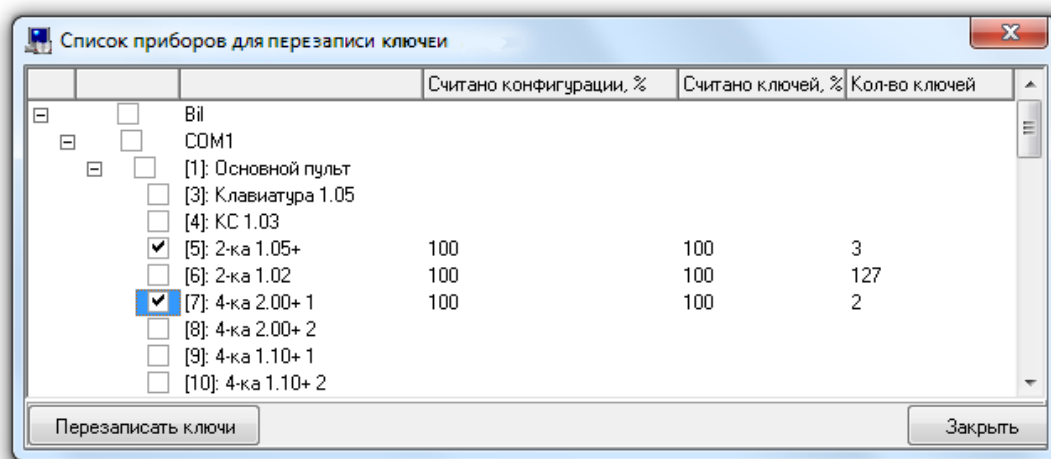 Список приборов для перезаписи ключей
Считано конфигурации, % Считано ключей, % Кол-во ключей
Bil
COM1
[1]: Основной пульт
[3]: Клавиатура 1.05
[4]: КС 1.03
[5]: 2-ка 1.05+ 100 100 3
[6]: 2-ка 1.02 100 100 127
[7]: 4-ка 2.00+ 1 100 100 2
[8]: 4-ка 2.00+ 2
[9]: 4-ка 1.10+ 1
[10]: 4-ка 1.10+ 2
Перезаписать ключи Закрыть